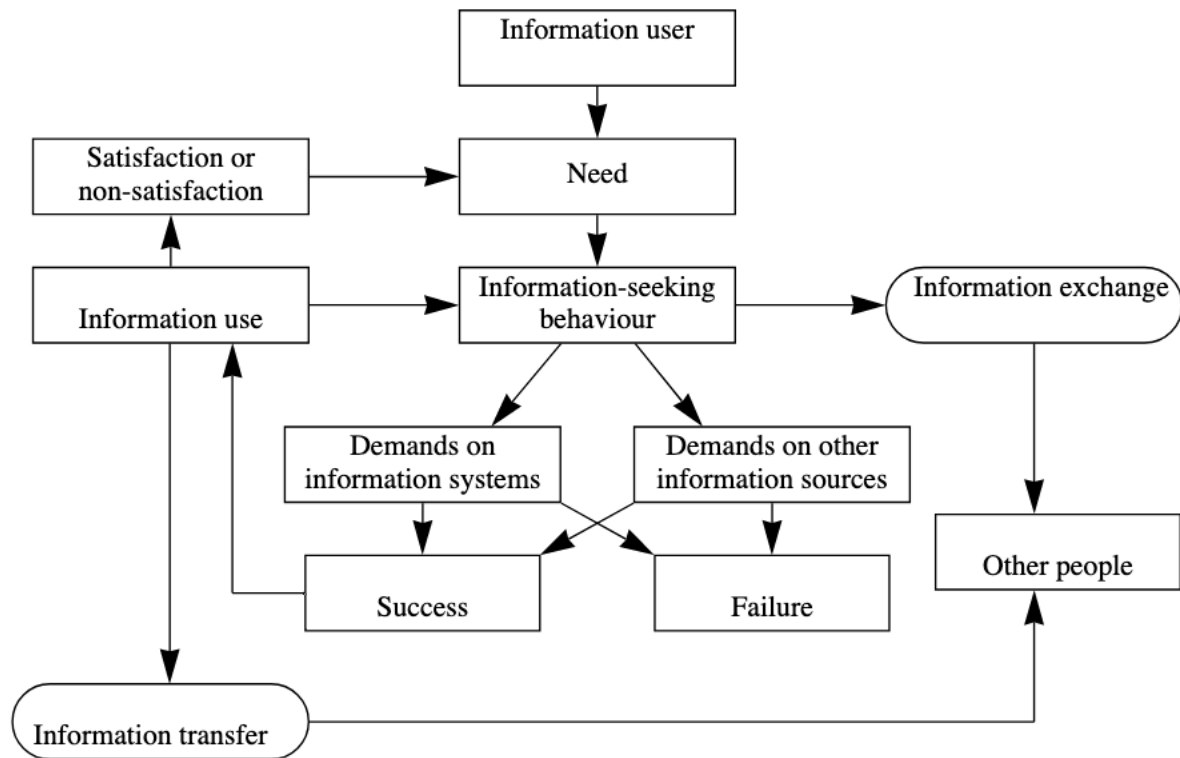 Information user
Satisfaction or
non-satisfaction
Need
Information use
Information-seeking
behaviour
Information exchange
Demands on
information systems
Demands on other
information sources
Success
Failure
Other people
Information transfer